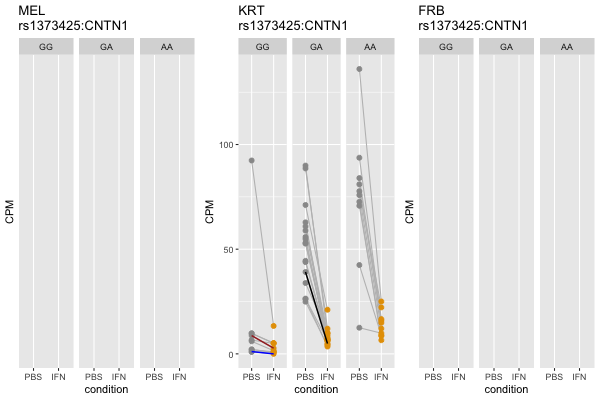 MEL
rs1373425:CNTN1
GG GA AA
CPM
PBS IFN PBS IFN PBS IFN
condition
KRT
rs1373425:CNTN1
GG GA AA
100
50
0
CPM
PBS IFN PBS IFN PBS IFN
condition
FRB
rs1373425:CNTN1
GG GA AA
CPM
PBS IFN PBS IFN PBS IFN
condition